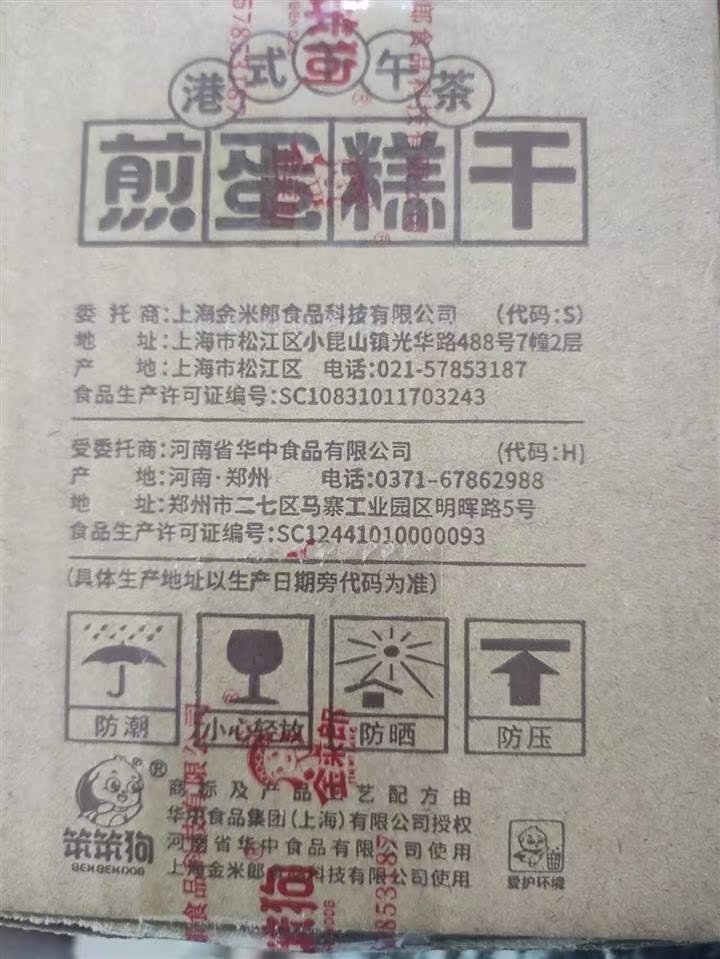 港式下午茶
煎蛋糕干
委托商:上海金米郎食品科技有限公司 (代码:S)
地 址:上海市松江区小昆山镇光华路488号7幢2层
产 地:上海市松江区 电话:021-57853187
食品生产许可证编号:SC10831011703243
受委托商:河南省华中食品有限公司 (代码:H)
产 地:河南·郑州 电话:0371-67862988
地 址:郑州市二七区马寨工业园区明晖路5号
食品生产许可证编号:SC12441010000093
(具体生产地址以生产日期旁代码为准)
防潮 小心轻放 防晒 防压
笨笨狗
BENBENDOG
®
商标及产品工艺配方由
华中食品集团(上海)有限公司授权
河南省华中食品有限公司使用
上海金米郎食品科技有限公司使用
爱护环境
金米郎
笨狗